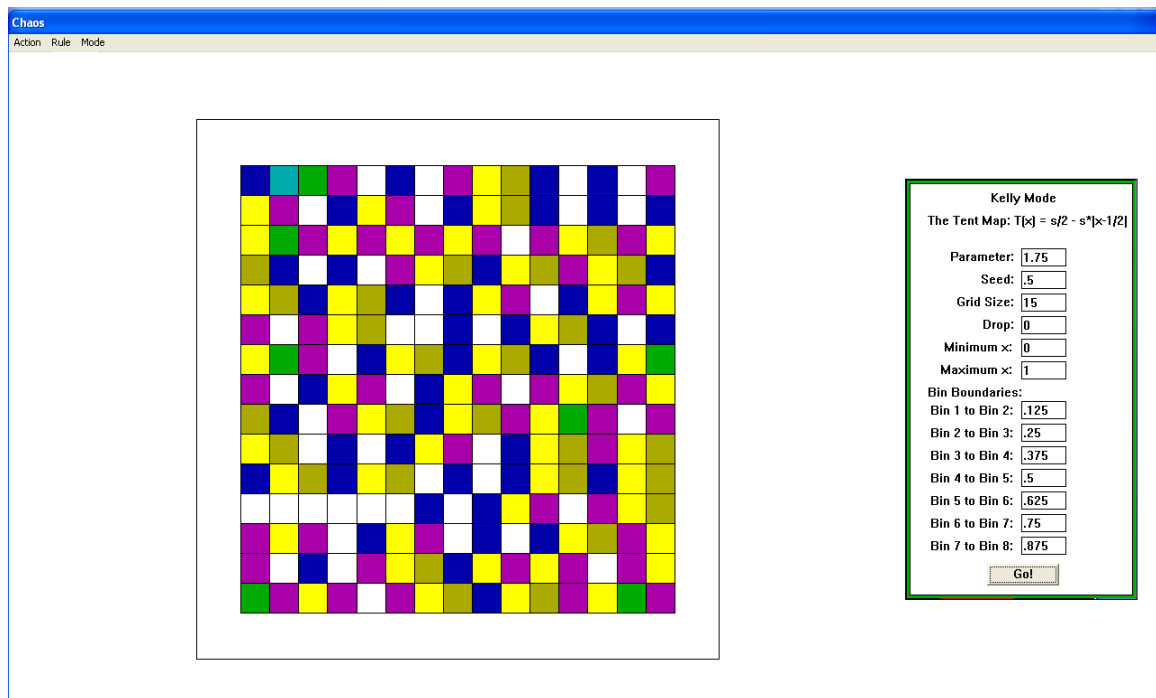 Chaos
Action Rule Mode
Kelly Mode
The Tent Map: T(x) = s/2 - s*|x-1/2|
Parameter: 1.75
Seed: .5
Grid Size: 15
Drop: 0
Minimum x: 0
Maximum x: 1
Bin Boundaries:
Bin 1 to Bin 2: .125
Bin 2 to Bin 3: .25
Bin 3 to Bin 4: .375
Bin 4 to Bin 5: .5
Bin 5 to Bin 6: .625
Bin 6 to Bin 7: .75
Bin 7 to Bin 8: .875
Go!